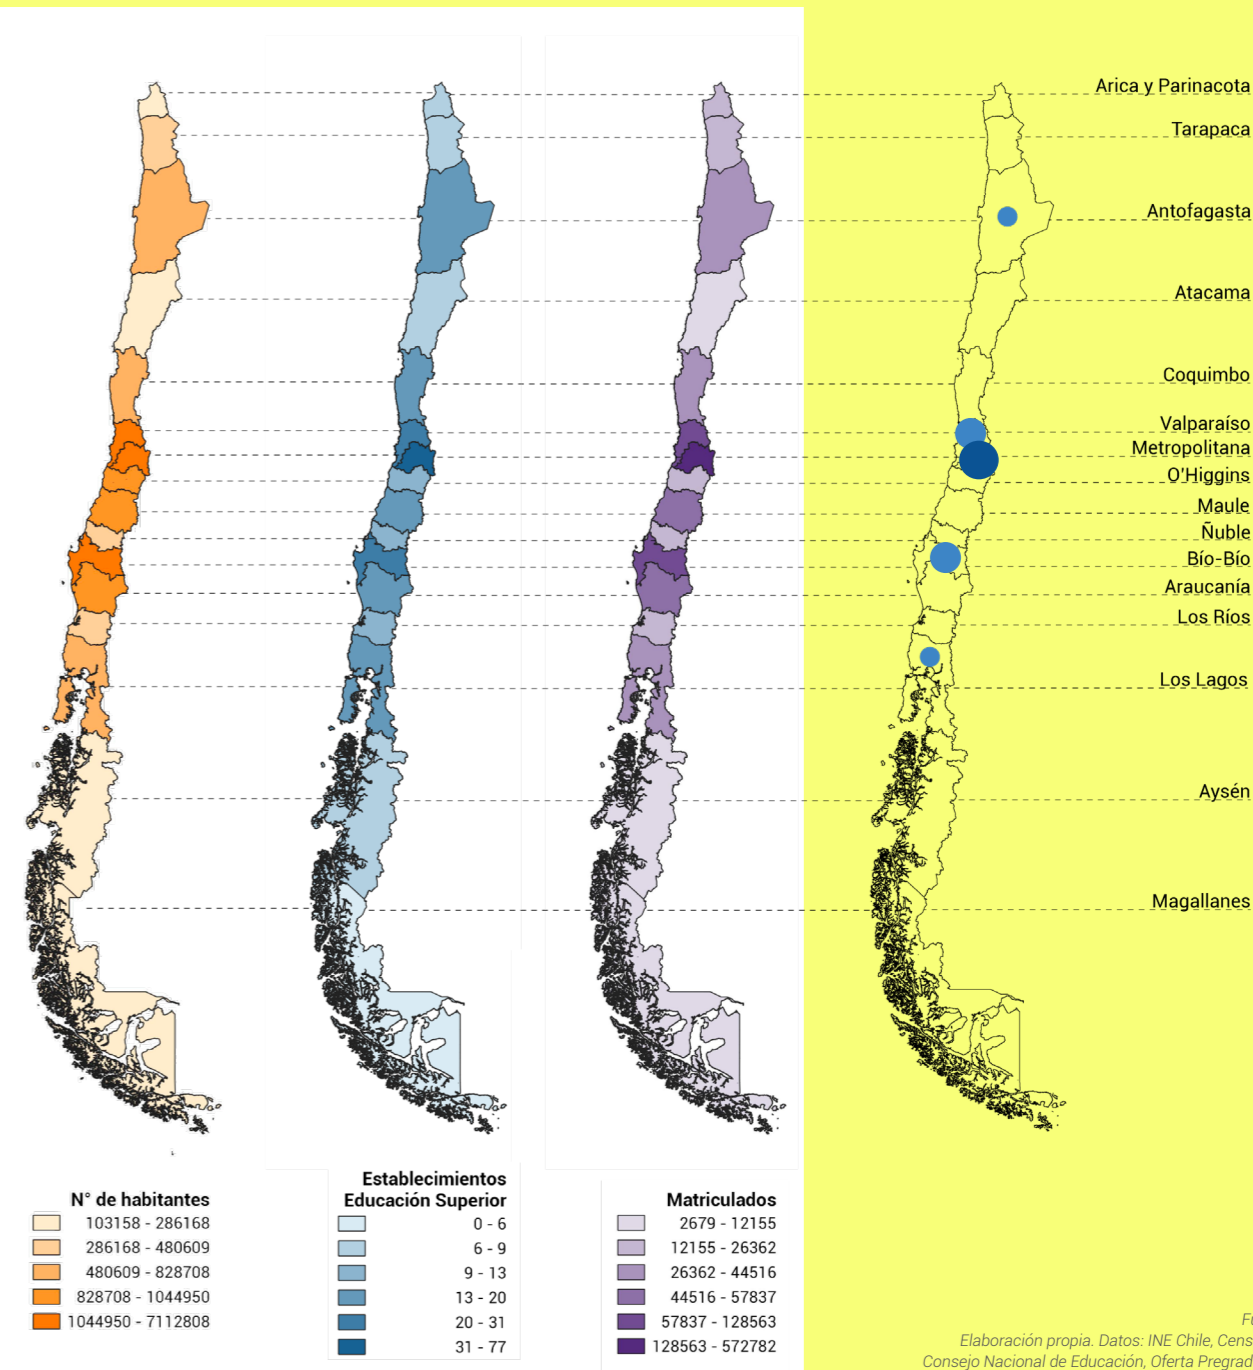 Arica y Parinacota
Tarapaca
Antofagasta
Atacama
Coquimbo
Valparaíso
Metropolitana
O'Higgins
Maule
Ñuble
Bío-Bío
Araucanía
Los Ríos
Los Lagos
Aysén
Magallanes
N° de habitantes
103158 - 286168
286168 - 480609
480609 - 828708
828708 - 1044950
1044950 - 7112808
Establecimientos
Educación Superior
0 - 6
6 - 9
9 - 13
13 - 20
20 - 31
31 - 77
Matriculados
2679 - 12155
12155 - 26362
26362 - 44516
44516 - 57837
57837 - 128563
128563 - 572782
Elaboración propia. Datos: INE Chile,
Consejo Nacional de Educación, Oferta